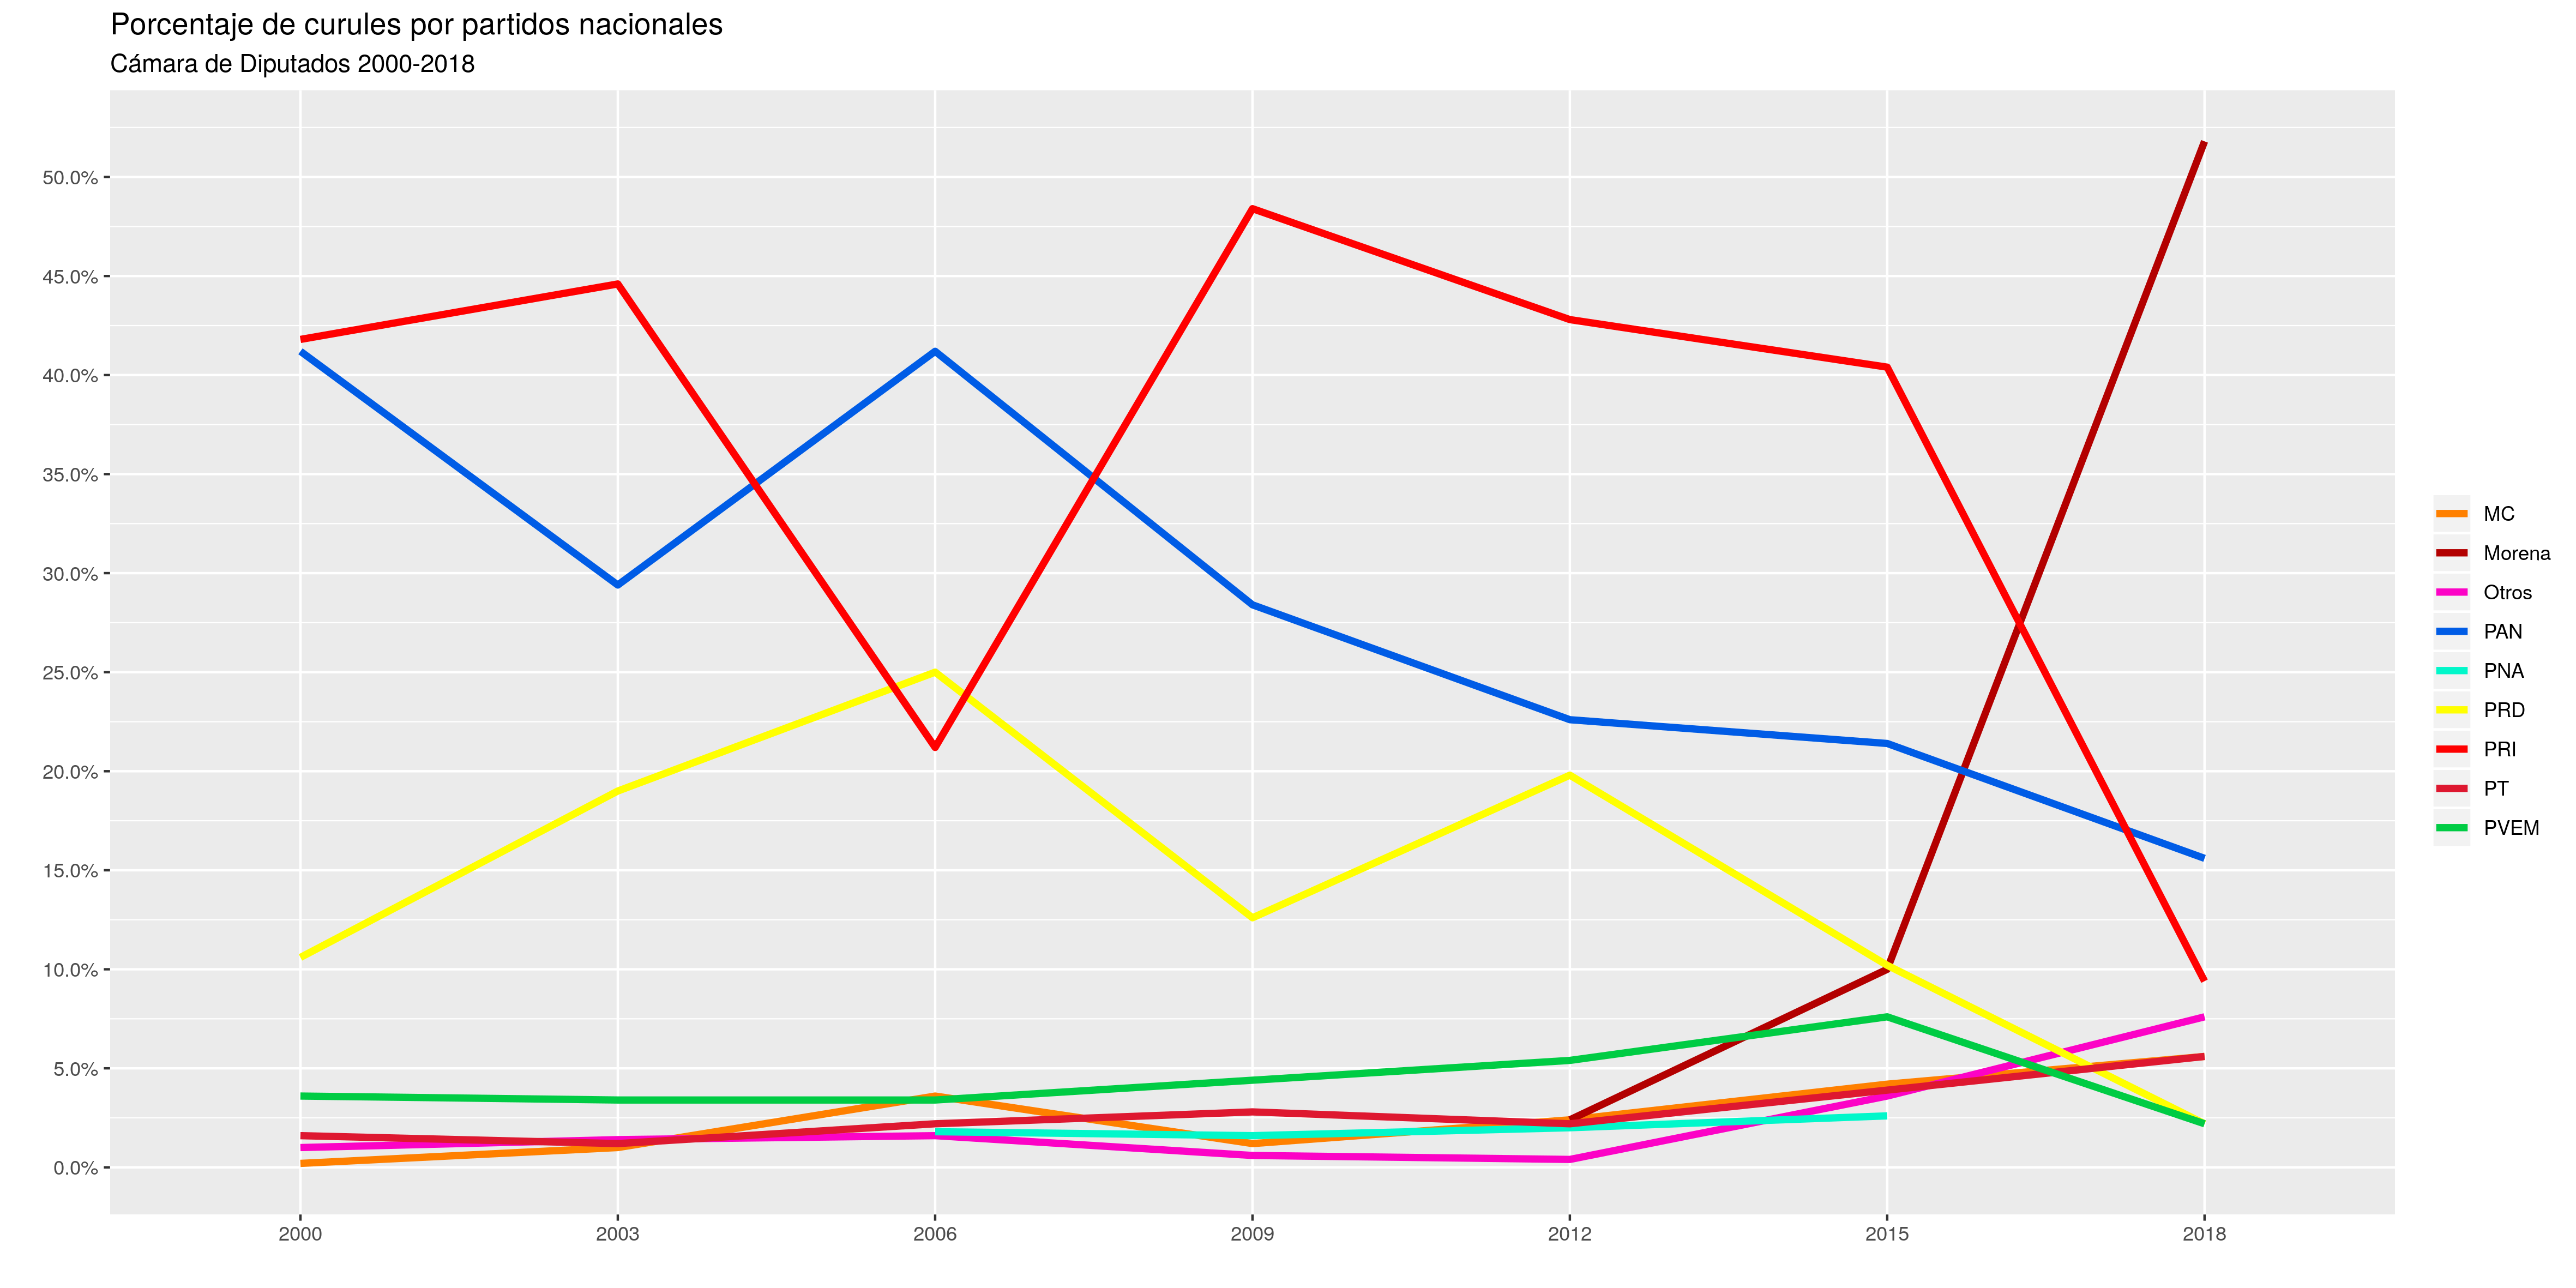 Porcentaje de curules por partidos nacionales
Cámara de Diputados 2000-2018
50.0%
45.0%
40.0%
35.0%
30.0%
25.0%
20.0%
15.0%
10.0%
5.0%
0.0%
2000 2003 2006 2009 2012 2015 2018
MC
Morena
Otros
PAN
PNA
PRD
PRI
PT
PVEM